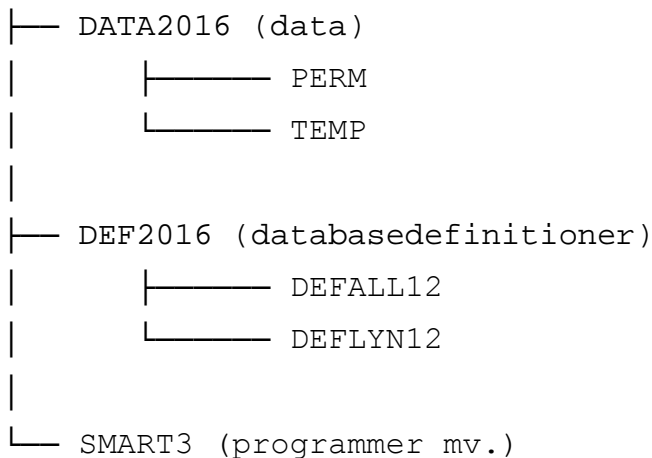 DATA2016 (data)
PERM
TEMP
DEF2016 (databasedefinitioner)
DEFALL12
DEFLYN12
SMART3 (programmer mv.)